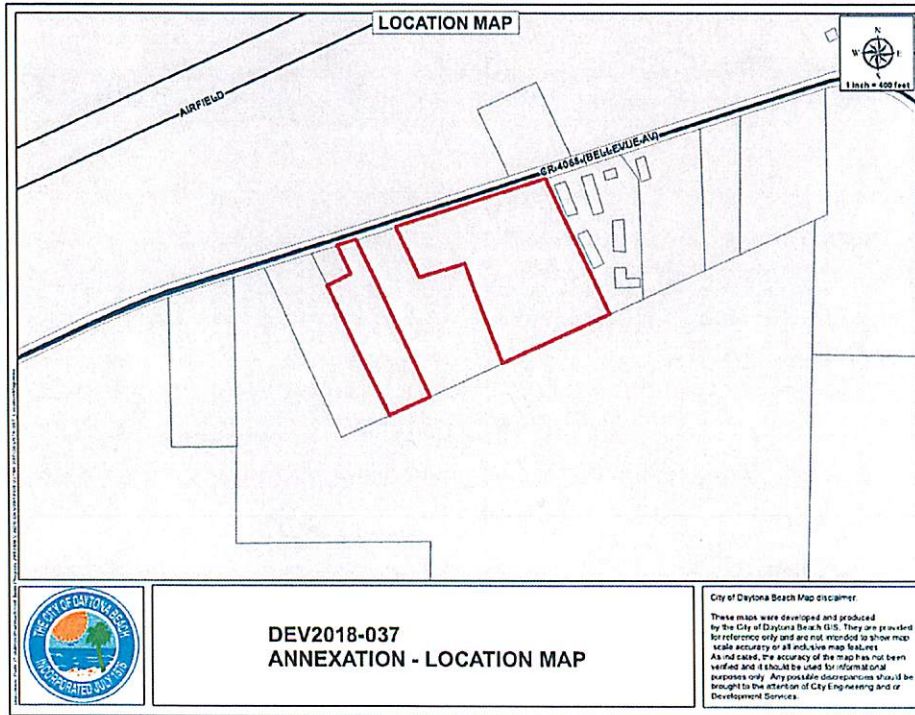 LOCATION MAP
N
W E
S
1 inch = 400 feet
AIRFIELD
CR-4068-(BELLEVUE-AV)
THE CITY OF DAYTONA BEACH
INCORPORATED JULY 1876
DEV2018-037
ANNEXATION - LOCATION MAP
City of Daytona Beach Map disclaimer.
These maps were developed and produced
by the City of Daytona Beach GIS. They are provided
for reference only and are not intended to show map
scale accuracy or all inclusive map features
As indicated, the accuracy of the map has not been
verified and it should be used for informational
purposes only. Any possible discrepancies should be
brought to the attention of City Engineering and or
Development Services.